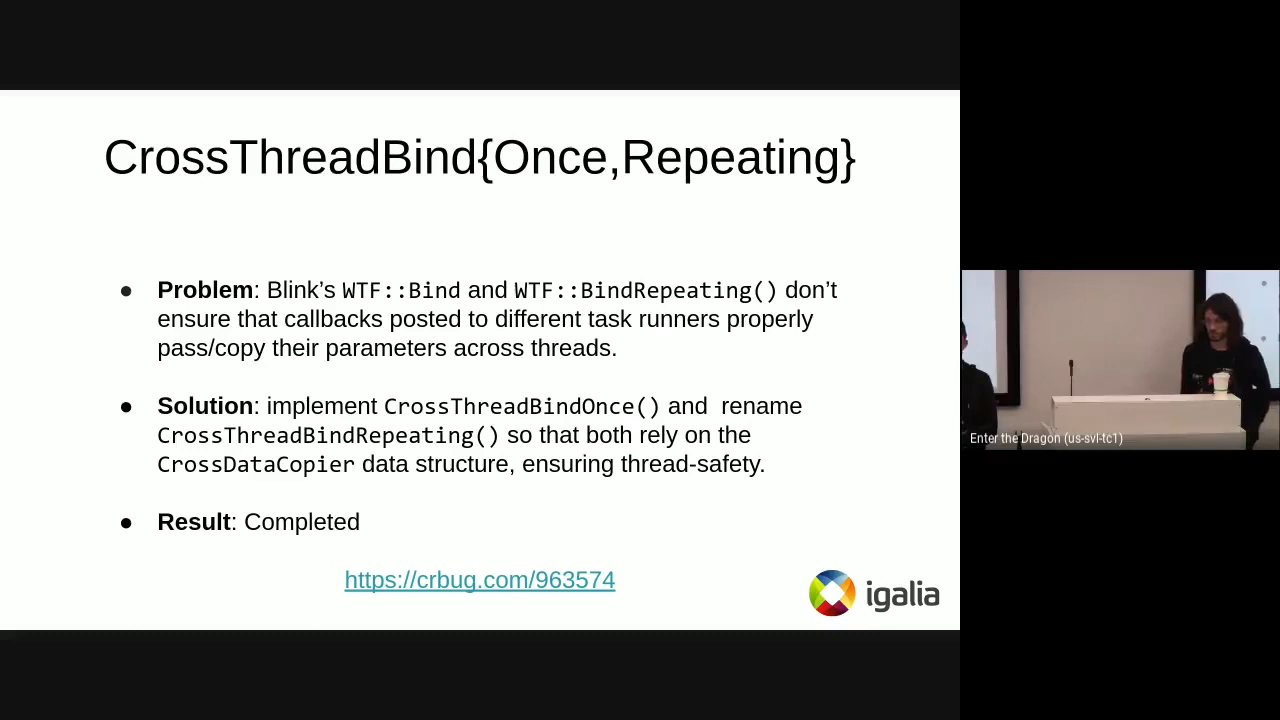 CrossThreadBind{Once,Repeating}
● Problem: Blink’s WTF::Bind and WTF::BindRepeating() don’t
ensure that callbacks posted to different task runners properly
pass/copy their parameters across threads.
● Solution: implement CrossThreadBindOnce() and  rename
CrossThreadBindRepeating() so that both rely on the
CrossDataCopier data structure, ensuring thread-safety.
● Result: Completed
https://crbug.com/963574
igalia
Enter the Dragon (us-svl-tc1)